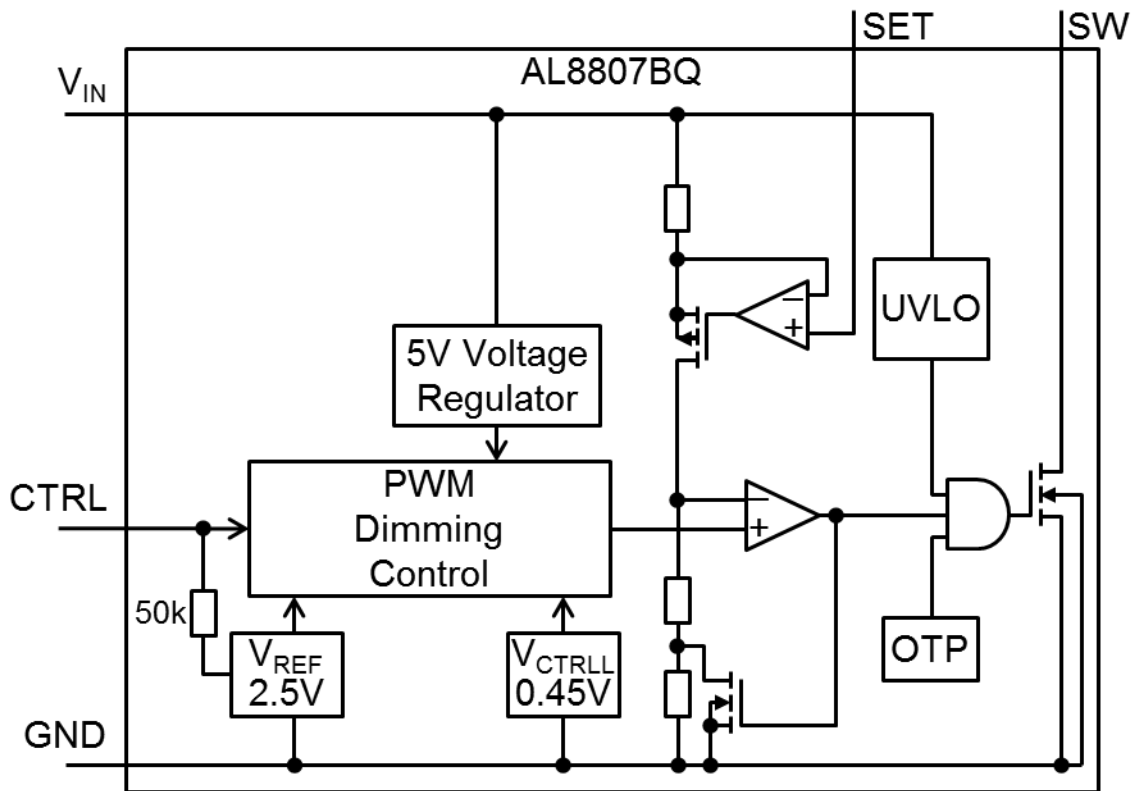 SET
SW
AL8807BQ
VIN
UVLO
5V Voltage
Regulator
CTRL
PWM
Dimming
Control
50k
VREF
2.5V
VCTRLL
0.45V
OTP
GND
−
+
−
+